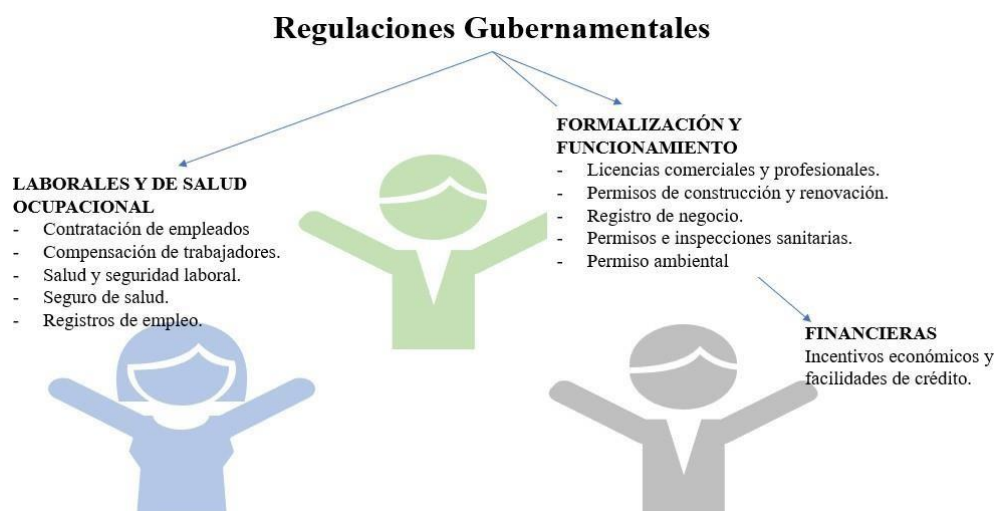 Regulaciones Gubernamentales
LABORALES Y DE SALUD
OCUPACIONAL
- Contratación de empleados
- Compensación de trabajadores.
- Salud y seguridad laboral.
- Seguro de salud.
- Registros de empleo.
FORMALIZACIÓN Y
FUNCIONAMIENTO
- Licencias comerciales y profesionales.
- Permisos de construcción y renovación.
- Registro de negocio.
- Permisos e inspecciones sanitarias.
- Permiso ambiental
FINANCIERAS
Incentivos económicos y
facilidades de crédito.